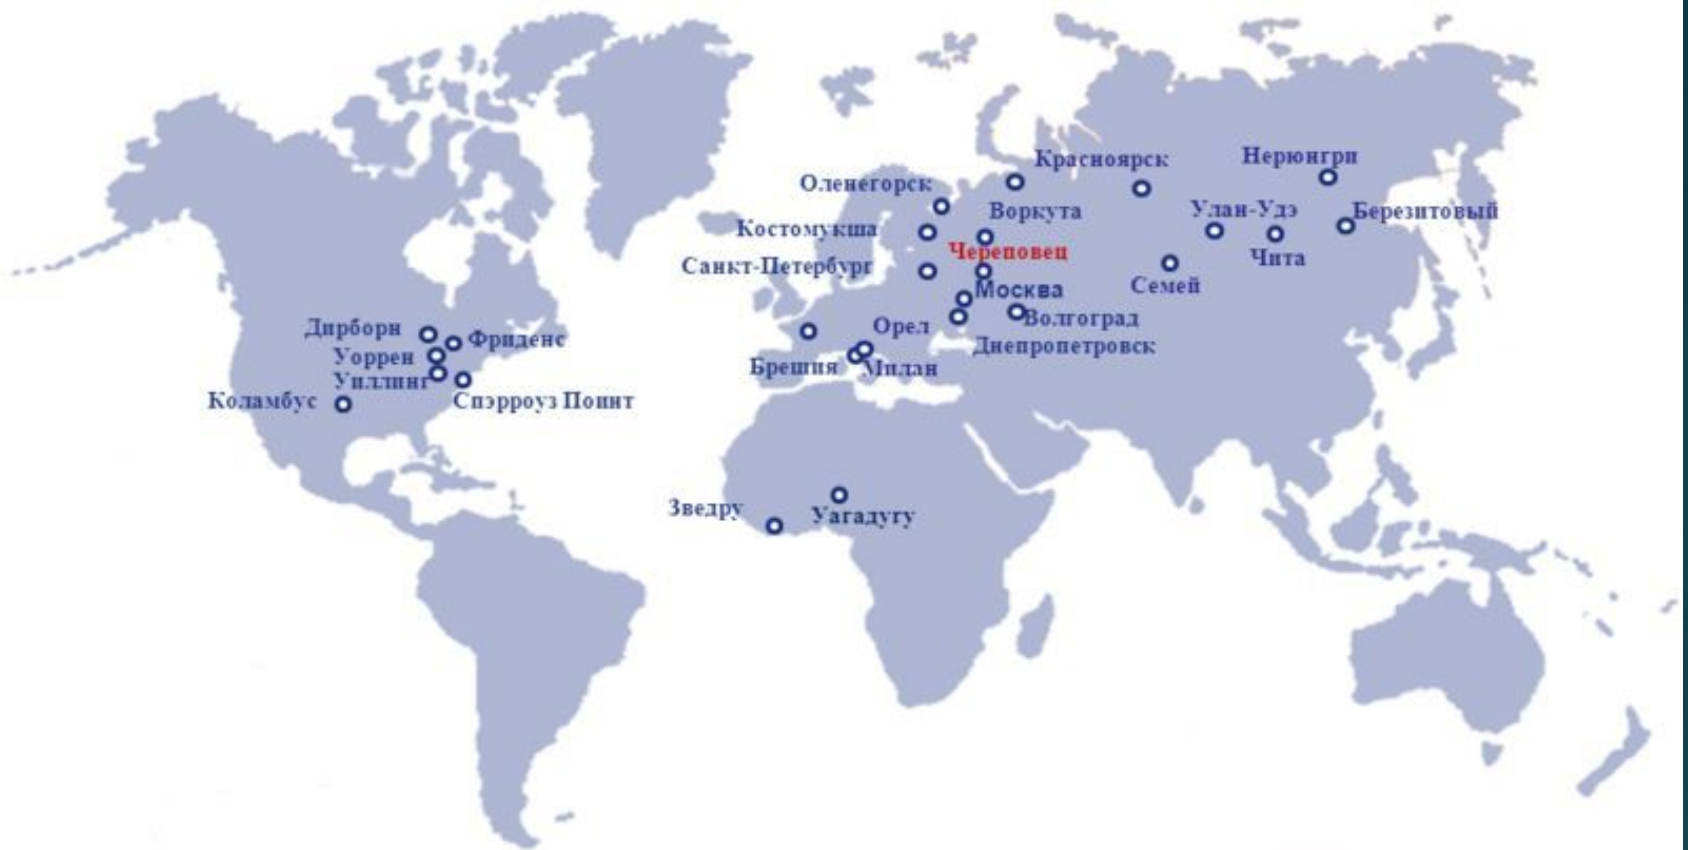 Красноярск
Нерюнгри
Оленегорск
Воркута
Улан-Удэ
Березитовый
Костомукша
Череповец
Санкт-Петербург
Чита
Семей
Москва
Волгоград
Орел
Днепропетровск
Брешия
Милан
Дирборн
Фриденс
Уоррен
Уиллинг
Коламбус
Спэрроуз Поинт
Зведру
Уагадугу